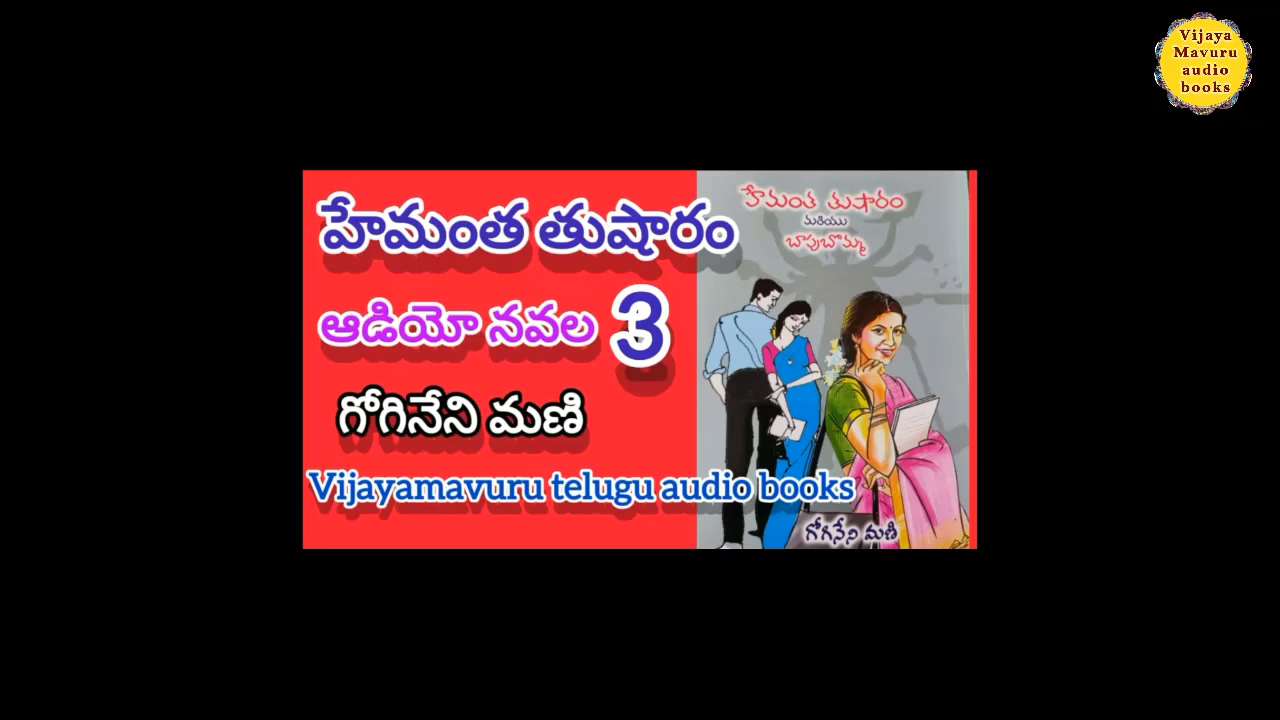 Vijaya
Mavuru
audio
books
హేమంత తుషారం
ఆడియో నవల 3
గోగినేని మణి
Vijayamavuru telugu audio books
హేమంత తుషారం
మరియు
బాపుబొమ్మ
గోగినేని మణి